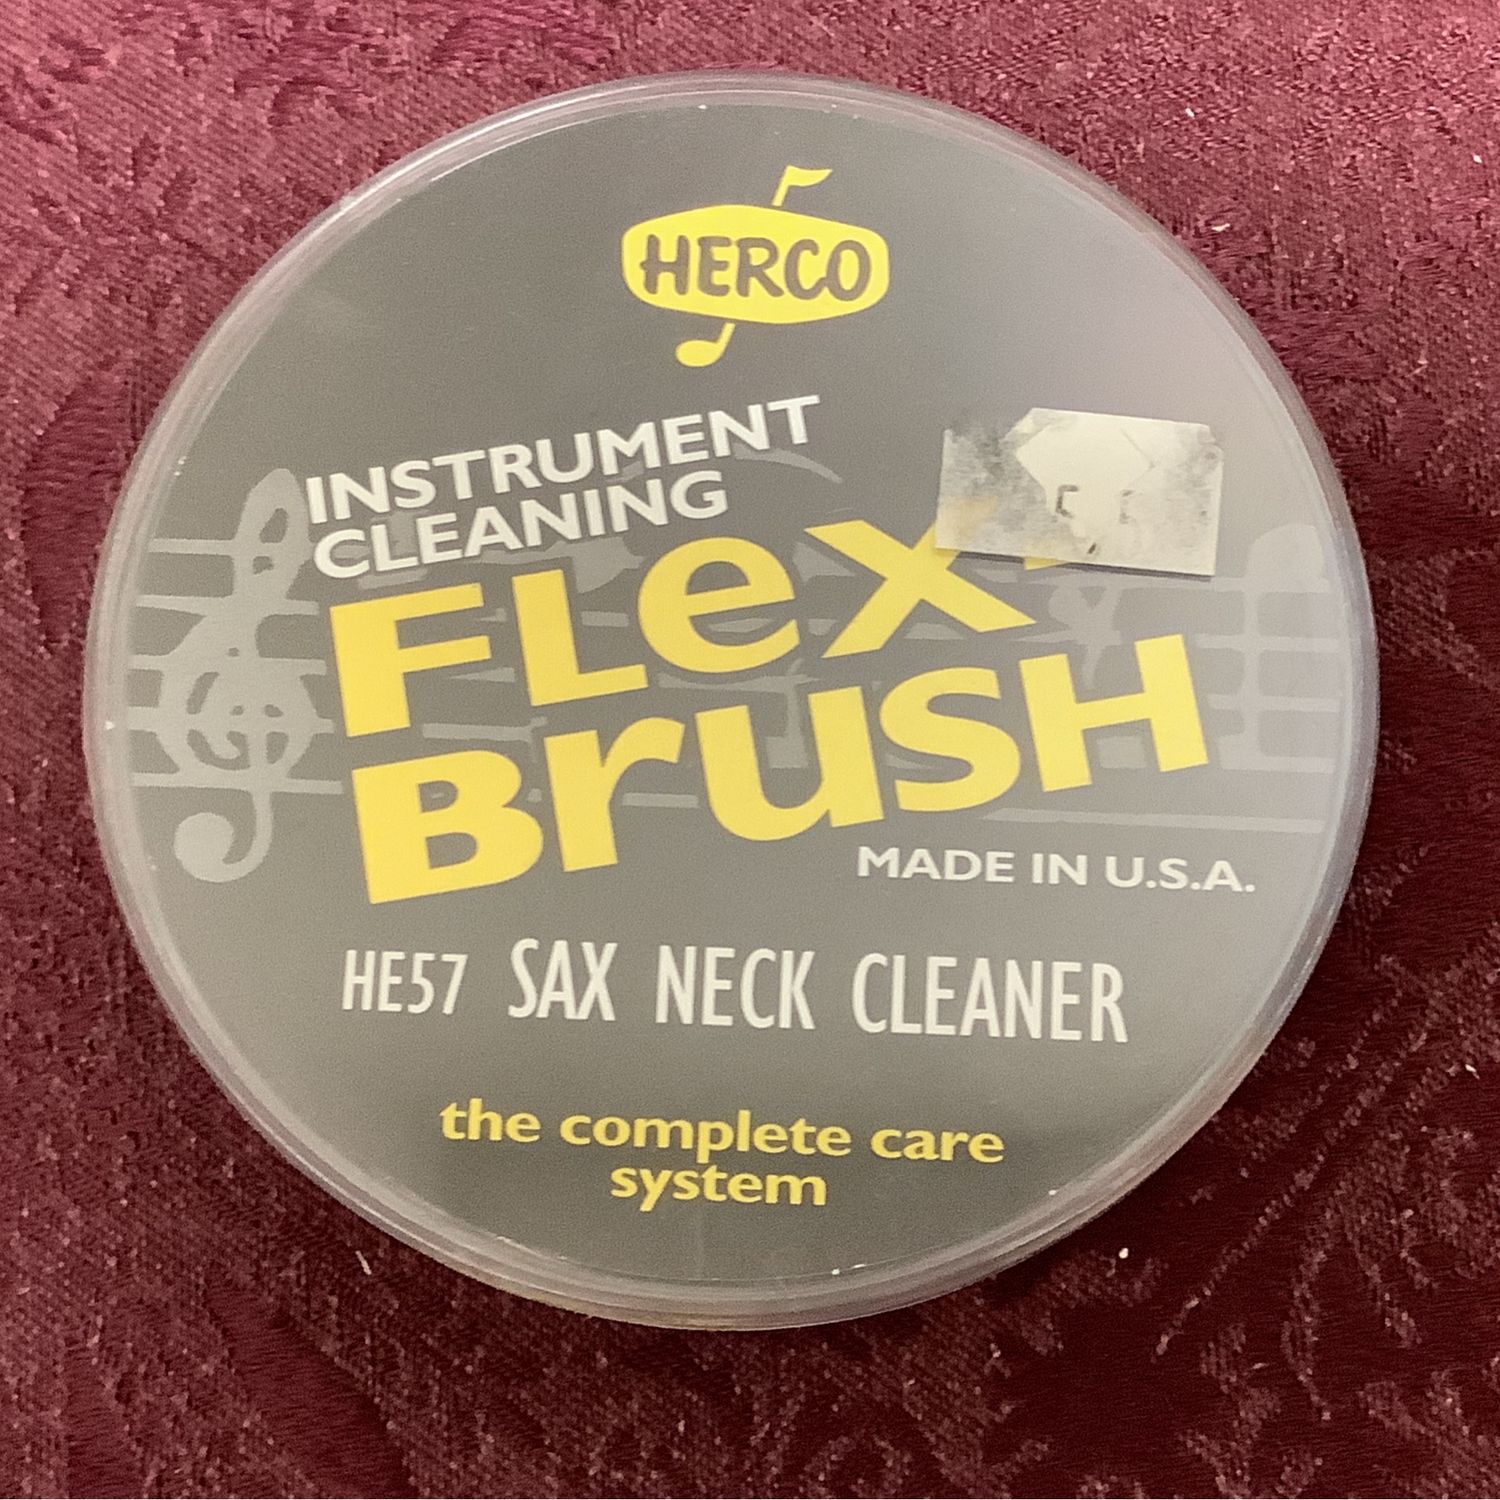 HERCO
INSTRUMENT
CLEANING
FLex
BrusH
MADE IN U.S.A.
HE57 SAX NECK CLEANER
the complete care
system